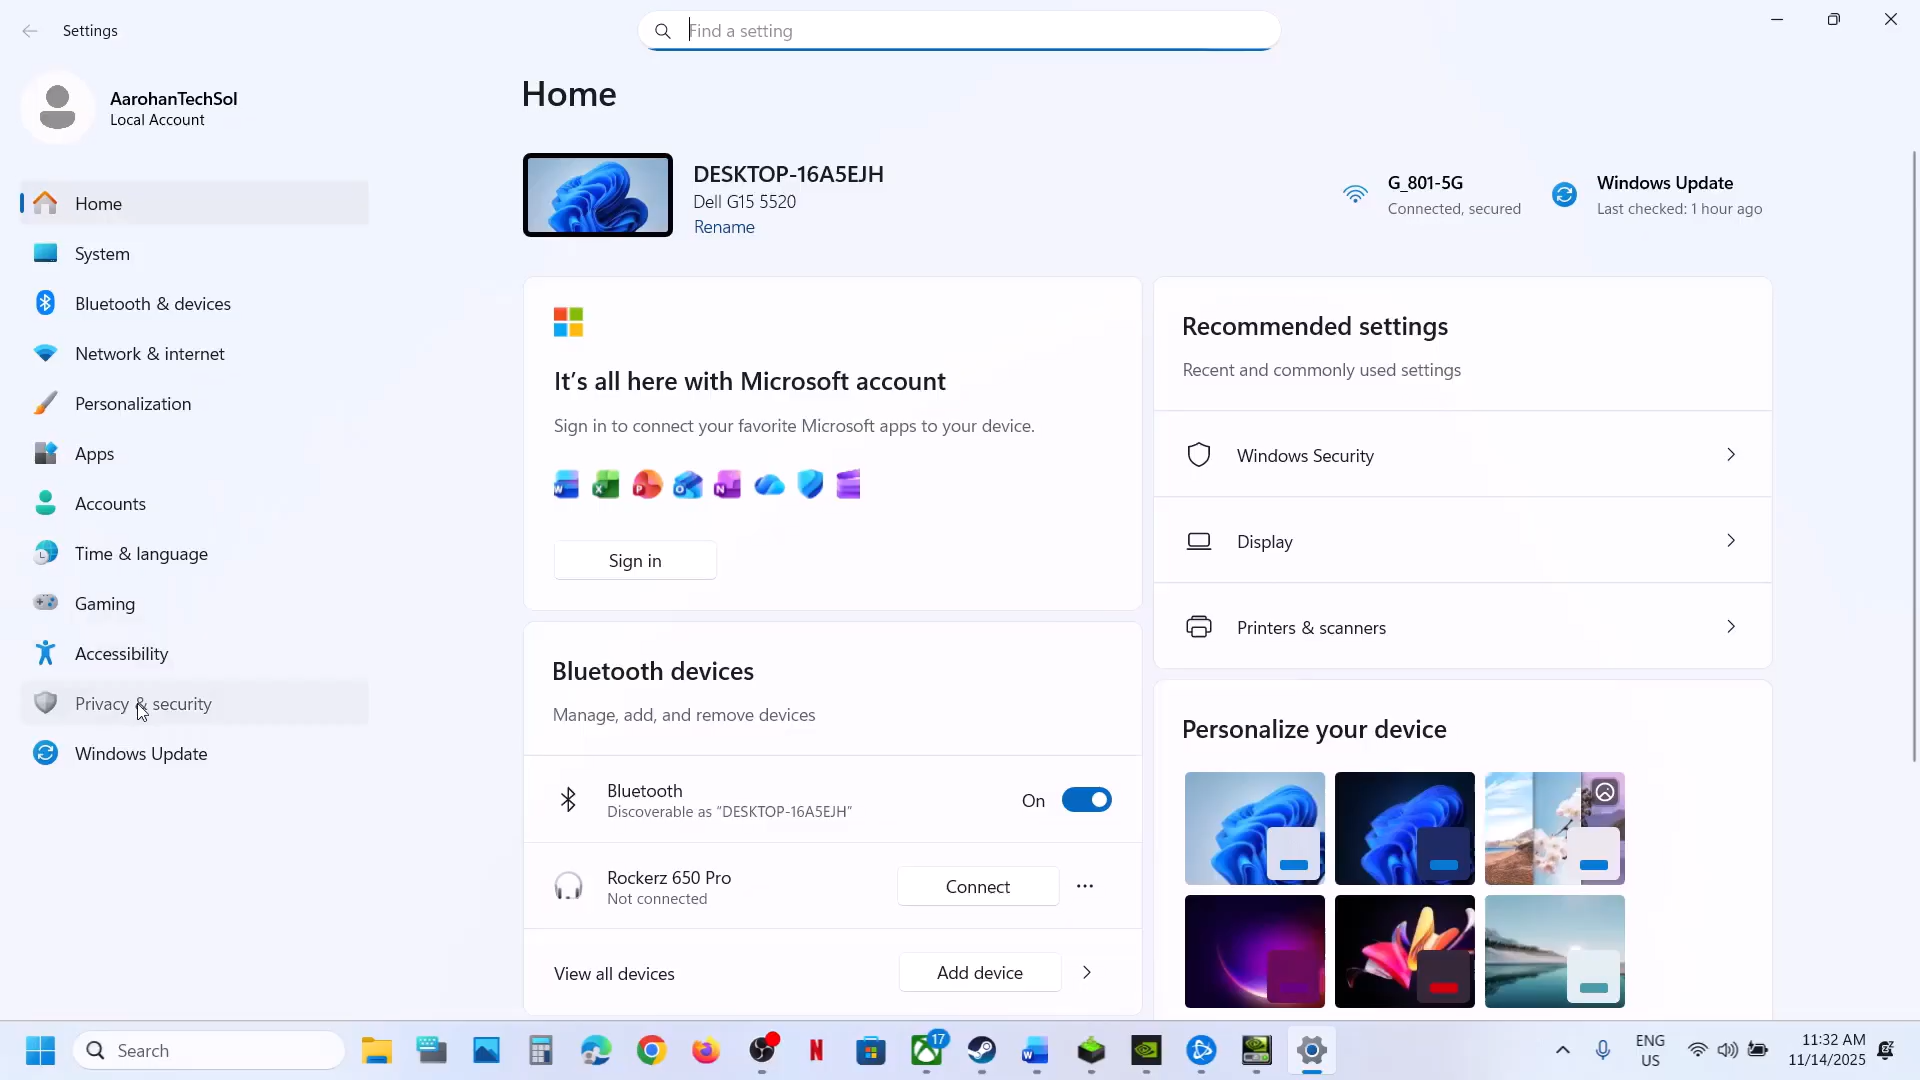 Settings
Find a setting
AarohanTechSol
Local Account
Home
System
Bluetooth & devices
Network & internet
Personalization
Apps
Accounts
Time & language
Gaming
Accessibility
Privacy & security
Windows Update
Home
DESKTOP-16A5EJH
Dell G15 5520
Rename
G_801-5G
Connected, secured
Windows Update
Last checked: 1 hour ago
It's all here with Microsoft account
Sign in to connect your favorite Microsoft apps to your device.
Sign in
Recommended settings
Recent and commonly used settings
Windows Security
Display
Printers & scanners
Bluetooth devices
Manage, add, and remove devices
Bluetooth
Discoverable as "DESKTOP-16A5EJH"
On
Rockerz 650 Pro
Not connected
Connect
View all devices
Add device
Personalize your device
Search
17
ENG
US
11:32 AM
11/14/2025